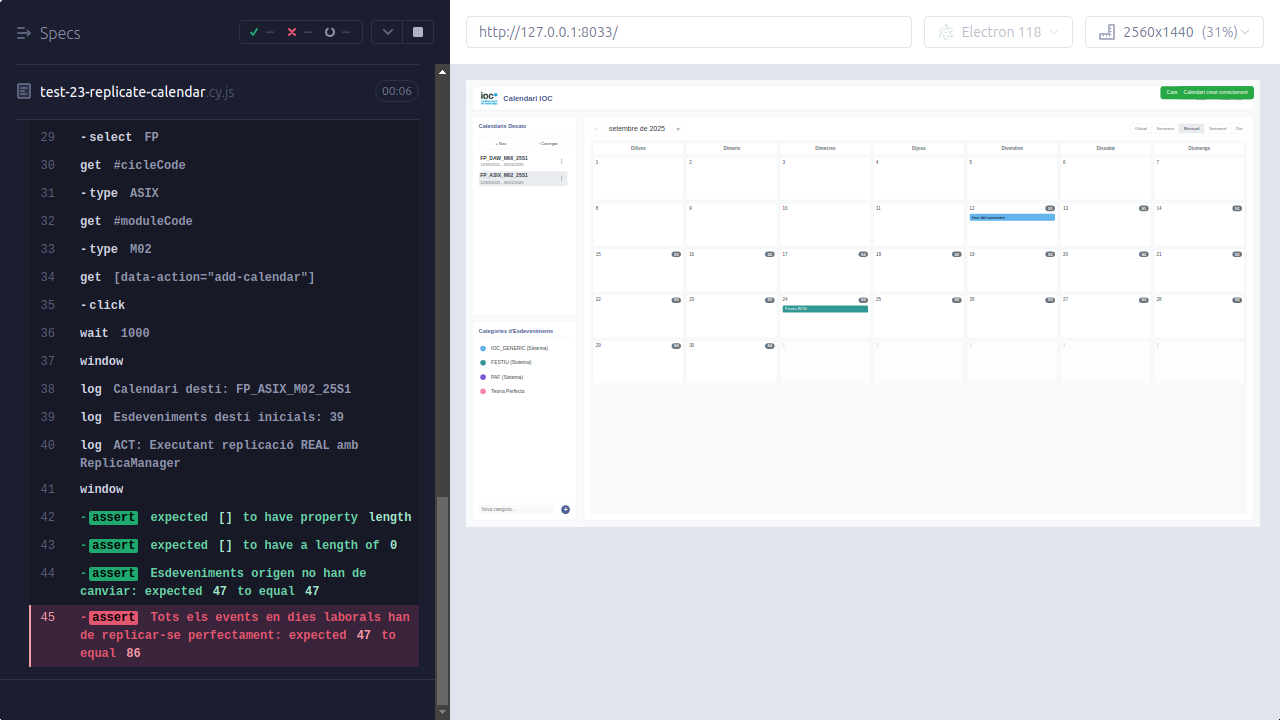 Specs
-- -- --
http://127.0.0.1:8033/
Electron 118
2560x1440 (31%)
test-23-replicate-calendar.cy.js
00:06
29 -select FP
30 get #cicleCode
31 -type ASIX
32 get #moduleCode
33 -type M02
34 get [data-action="add-calendar"]
35 -click
36 wait 1000
37 window
38 log Calendari destí: FP_ASIX_M02_25S1
39 log Esdeveniments destí inicials: 39
40 log ACT: Executant replicació REAL amb
ReplicaManager
41 window
42 -assert expected [] to have property length
43 -assert expected [] to have a length of 0
44 -assert Esdeveniments origen no han de
canviar: expected 47 to equal 47
45 -assert Tots els events en dies laborals han
de replicar-se perfectament: expected 47 to
equal 86
ioc
Calendari IOC
Calendari creat correctament
Calendaris Desats
+ Nou
FP_DAW_M06_25S1
FP_ASIX_M02_25S1
setembre de 2025
Global Semestre Mensual Setmanal Dia
Dilluns Dimarts Dimecres Dijous Divendres Dissabte Diumenge
1 2 3 4 5 6 7
8 9 10 11 12 13 14
Inici del semestre
15 16 17 18 19 20 21
22 23 24 25 26 27 28
Festiu BCN
29 30 1 2 3 4 5
Categories d'Esdeveniments
IOC_GENERIC (Sistema)
FESTIU (Sistema)
PAF (Sistema)
Teoria Perfecta
Nova categoria...